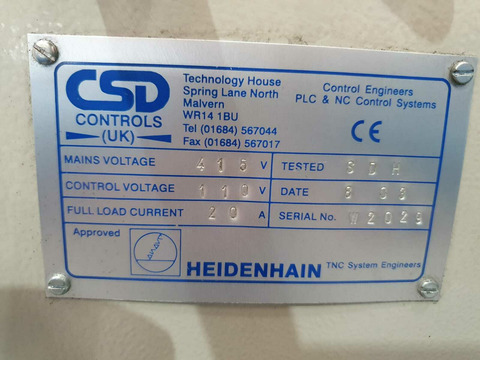 CSD
CONTROLS
(UK)
Technology House
Spring Lane North
Malvern
WR14 1BU
Tel (01684) 567044
Fax (01684) 567017
Control Engineers
PLC & NC Control Systems
CE
MAINS VOLTAGE 415 V
TESTED
CONTROL VOLTAGE 110 V
DATE 8
FULL LOAD CURRENT 20 A
SERIAL No.
Approved
HEIDENHAIN TNC System Engineers